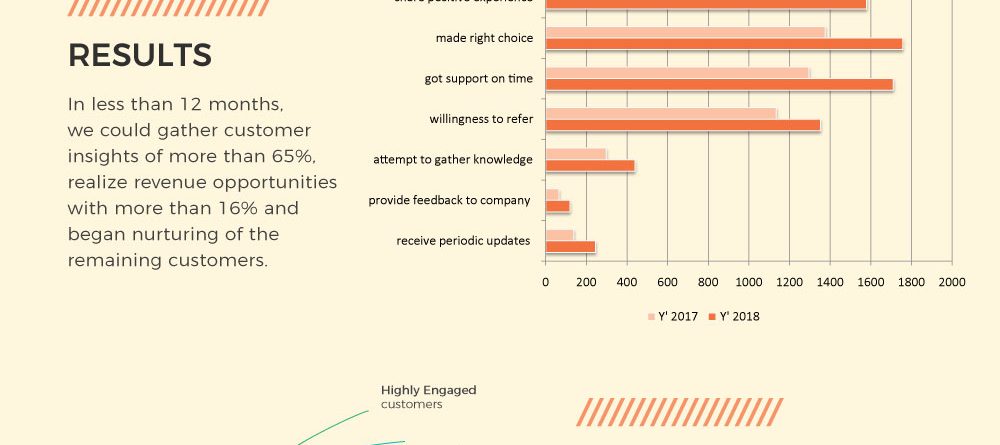 RESULTS
In less than 12 months,
we could gather customer
insights of more than 65%,
realize revenue opportunities
with more than 16% and
began nurturing of the
remaining customers.
share positive experience
made right choice
got support on time
willingness to refer
attempt to gather knowledge
provide feedback to company
receive periodic updates
0 200 400 600 800 1000 1200 1400 1600 1800 2000
Y' 2017 Y' 2018
Highly Engaged
customers